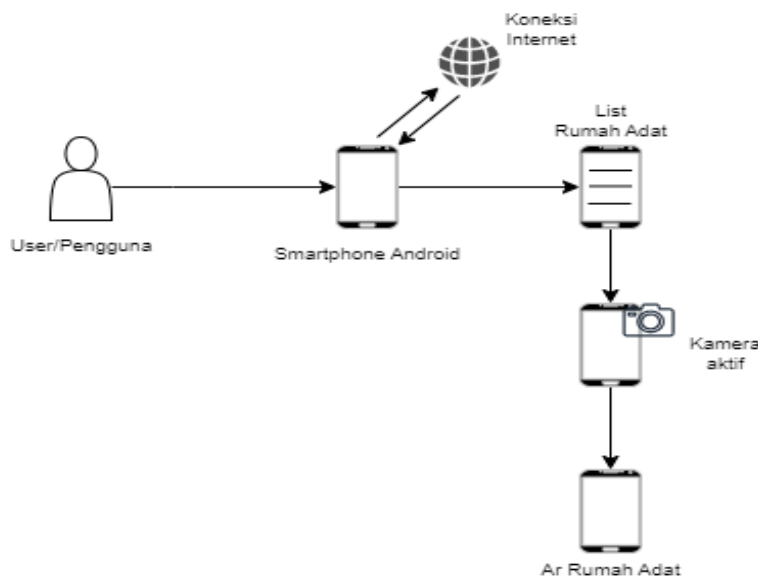 Koneksi
Internet
List
Rumah Adat
User/Pengguna
Smartphone Android
Kamera
aktif
Ar Rumah Adat